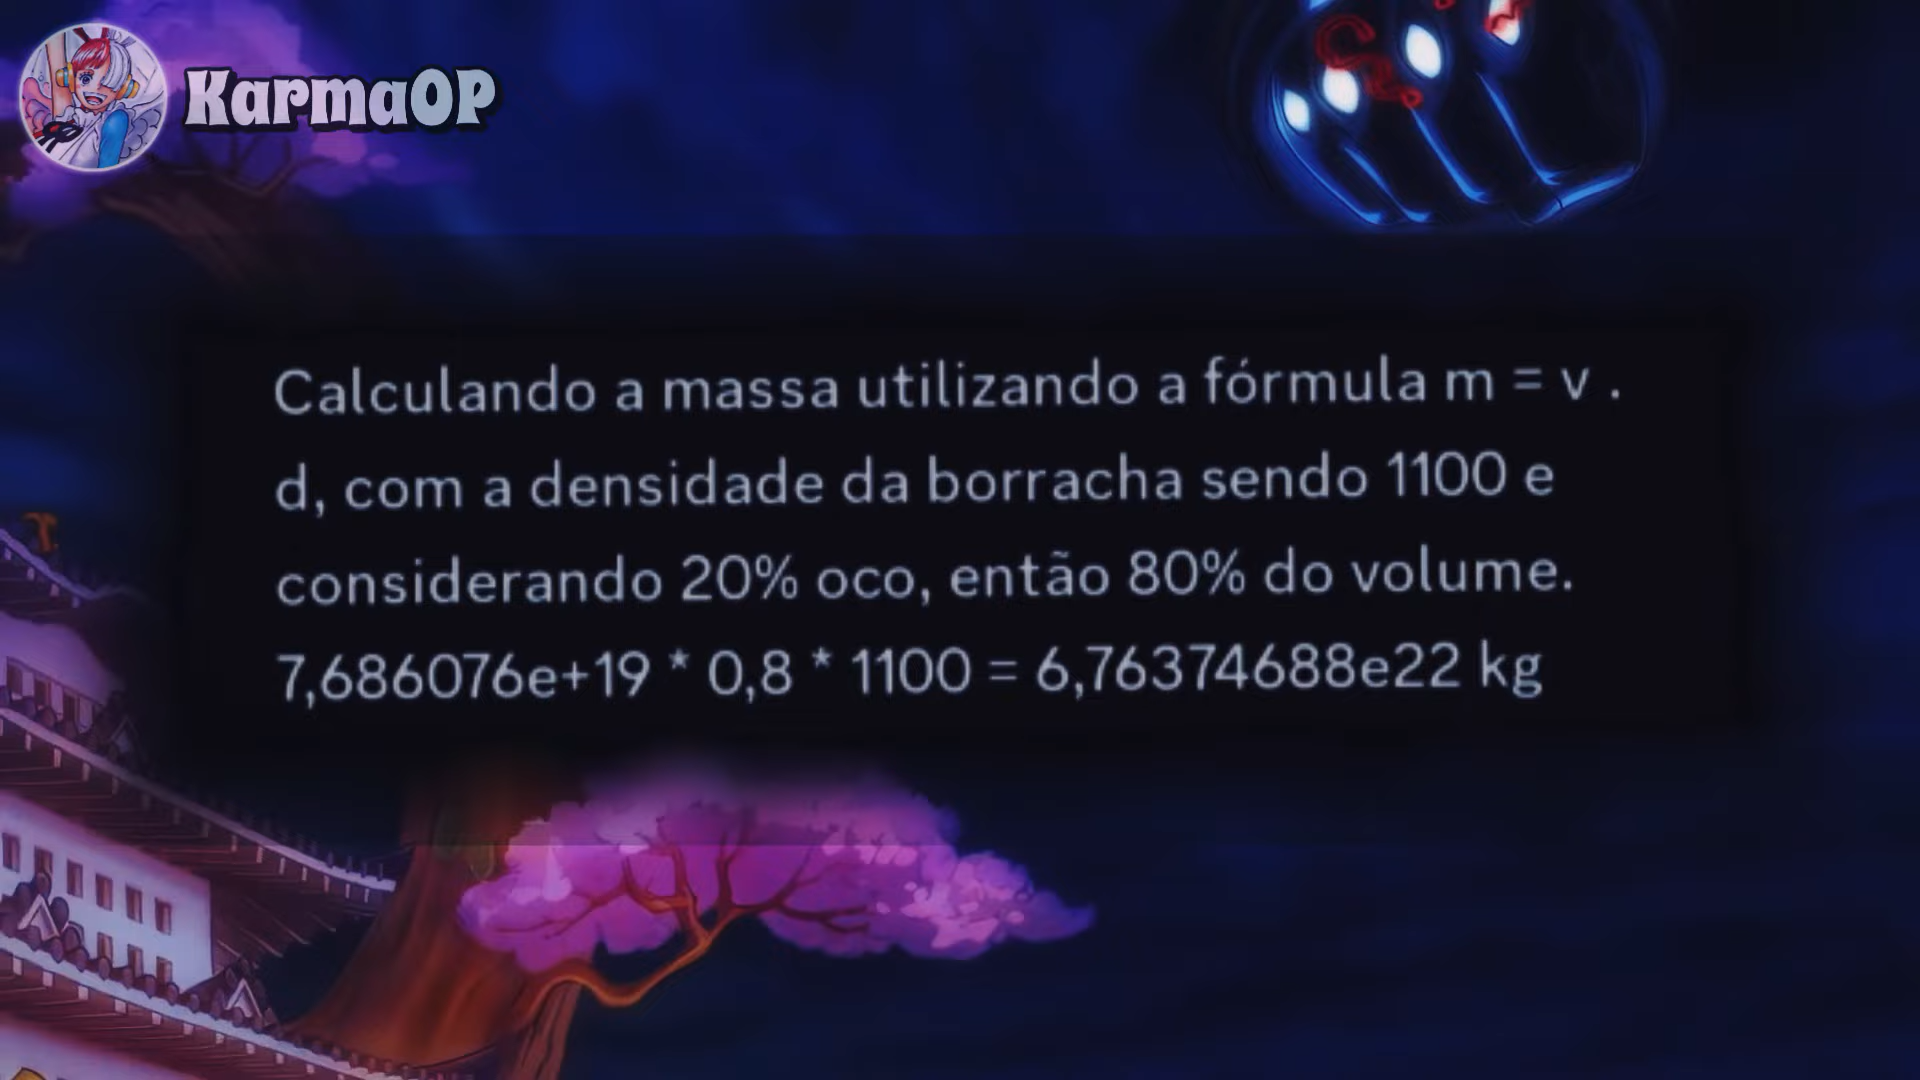 KarmaOP
Calculando a massa utilizando a fórmula m = v .
d, com a densidade da borracha sendo 1100 e
considerando 20% oco, então 80% do volume.
7,686076e+19 * 0,8 * 1100 = 6,76374688e22 kg